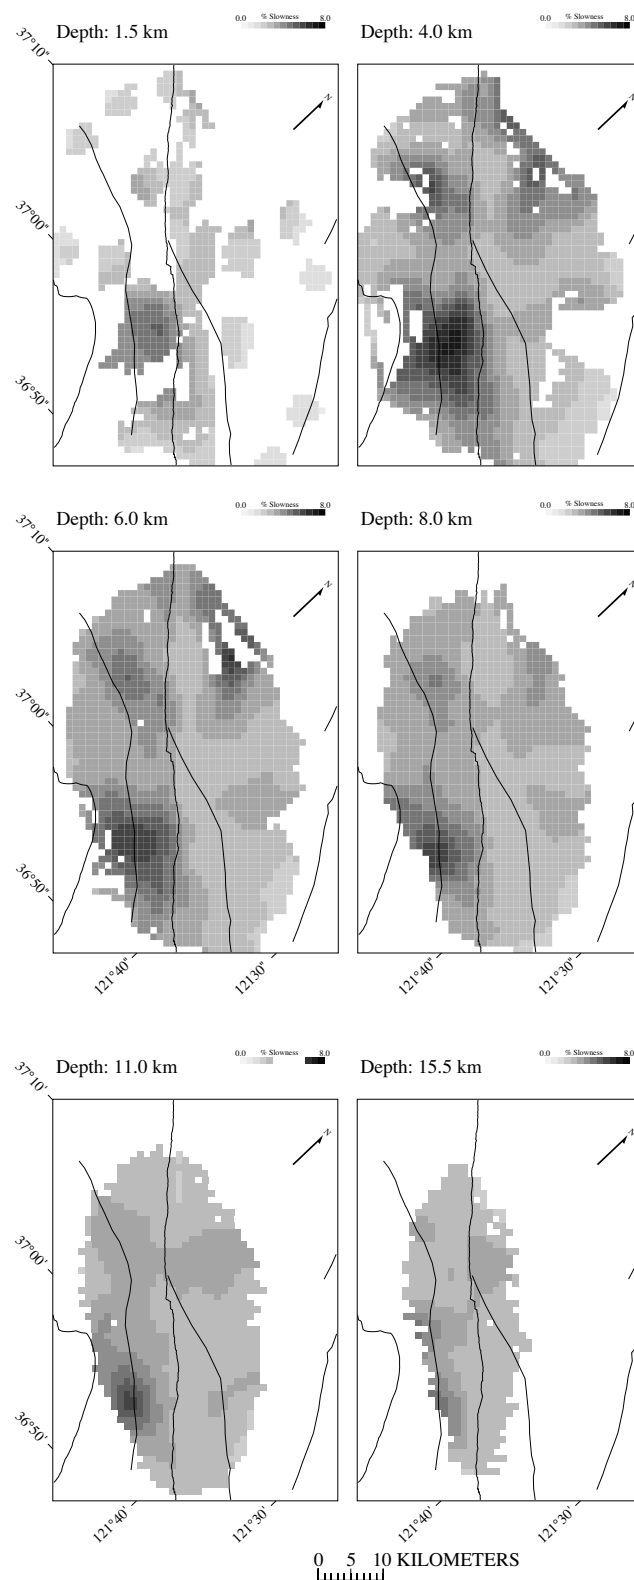 Depth: 1.5 km
0.0 % Slowness 8.0
Depth: 4.0 km
0.0 % Slowness 8.0
37°10"
37°00"
36°50"
N
N
Depth: 6.0 km
0.0 % Slowness 8.0
Depth: 8.0 km
0.0 % Slowness 8.0
37°10"
37°00"
36°50"
N
N
121°40"
121°30"
121°40"
121°30"
Depth: 11.0 km
0.0 % Slowness 8.0
Depth: 15.5 km
0.0 % Slowness 8.0
37°10'
37°00'
36°50'
N
N
121°40'
121°30'
121°40'
121°30'
0 5 10 KILOMETERS